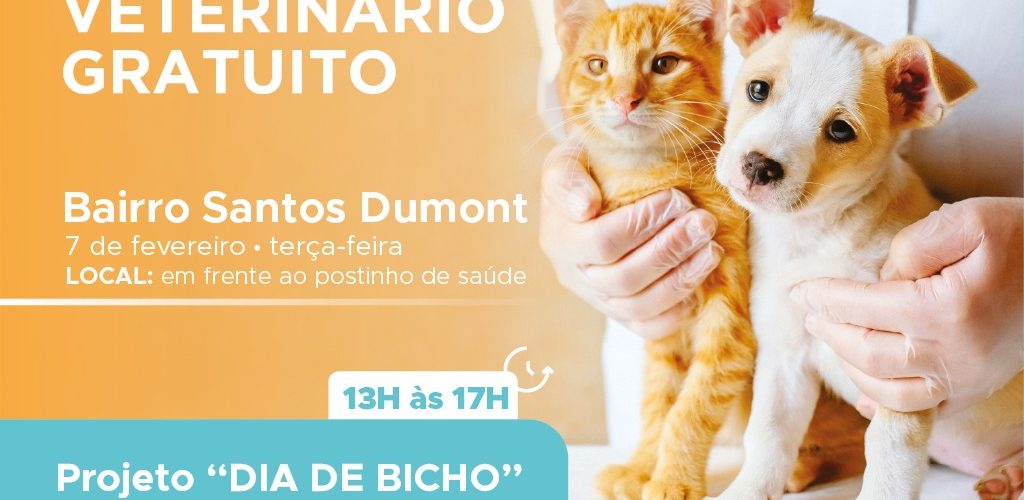 VETERINÁRIO
GRATUITO
Bairro Santos Dumont
7 de fevereiro • terça-feira
LOCAL: em frente ao postinho de saúde
13H às 17H
Projeto “DIA DE BICHO”